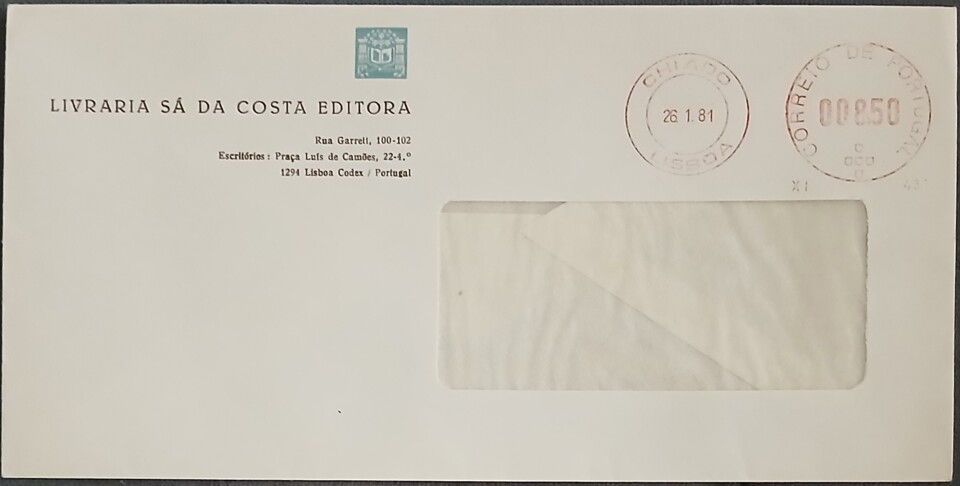 LIVRARIA SÁ DA COSTA EDITORA
Rua Garrett, 100-102
Escritórios: Praça Luís de Camões, 22-4.º
1294 Lisboa Codex / Portugal
CHIADO
26. 1. 81
LISBOA
CORREIO DE PORTUGAL
00850